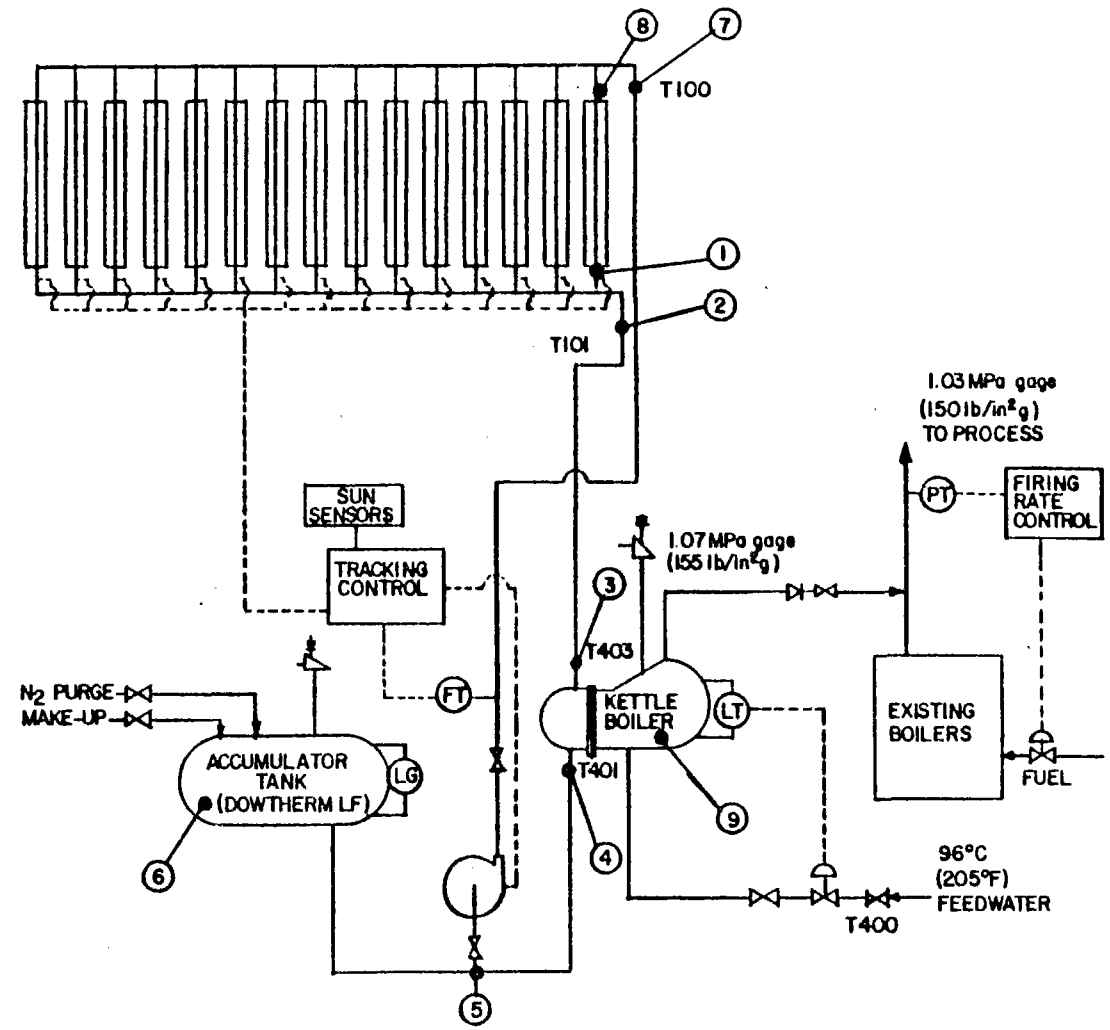 8
7
T100
1
2
T101
1.03 MPa gage
(150 lb/in²g)
TO PROCESS
PT
FIRING
RATE
CONTROL
SUN
SENSORS
TRACKING
CONTROL
1.07 MPa gage
(155 lb/in²g)
3
T403
N2 PURGE
MAKE-UP
FT
KETTLE
BOILER
LT
EXISTING
BOILERS
FUEL
ACCUMULATOR
TANK
(DOWTHERM LF)
LG
T401
6
4
9
96°C
(205°F)
FEEDWATER
T400
5